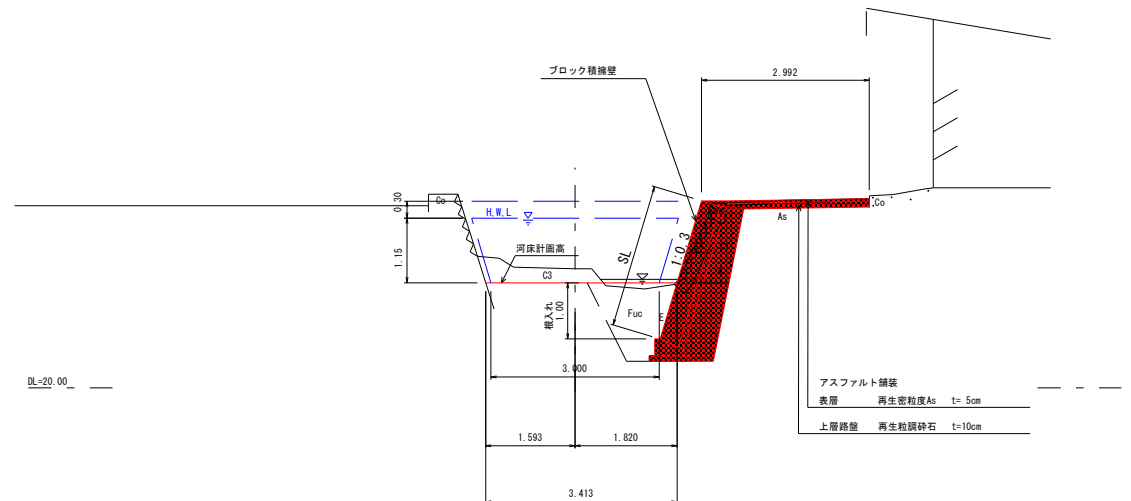 ブロック積擁壁
2.992
Co
0.30
H,W,L
Co
As
河床計画高
SL
1:0.3
1.15
C3
根入れ
1.00
Fuc
E
3.000
DL=20.00
アスファルト舗装
表層 再生密粒度As t= 5cm
上層路盤 再生粒調砕石 t=10cm
1.593
1.820
3.413